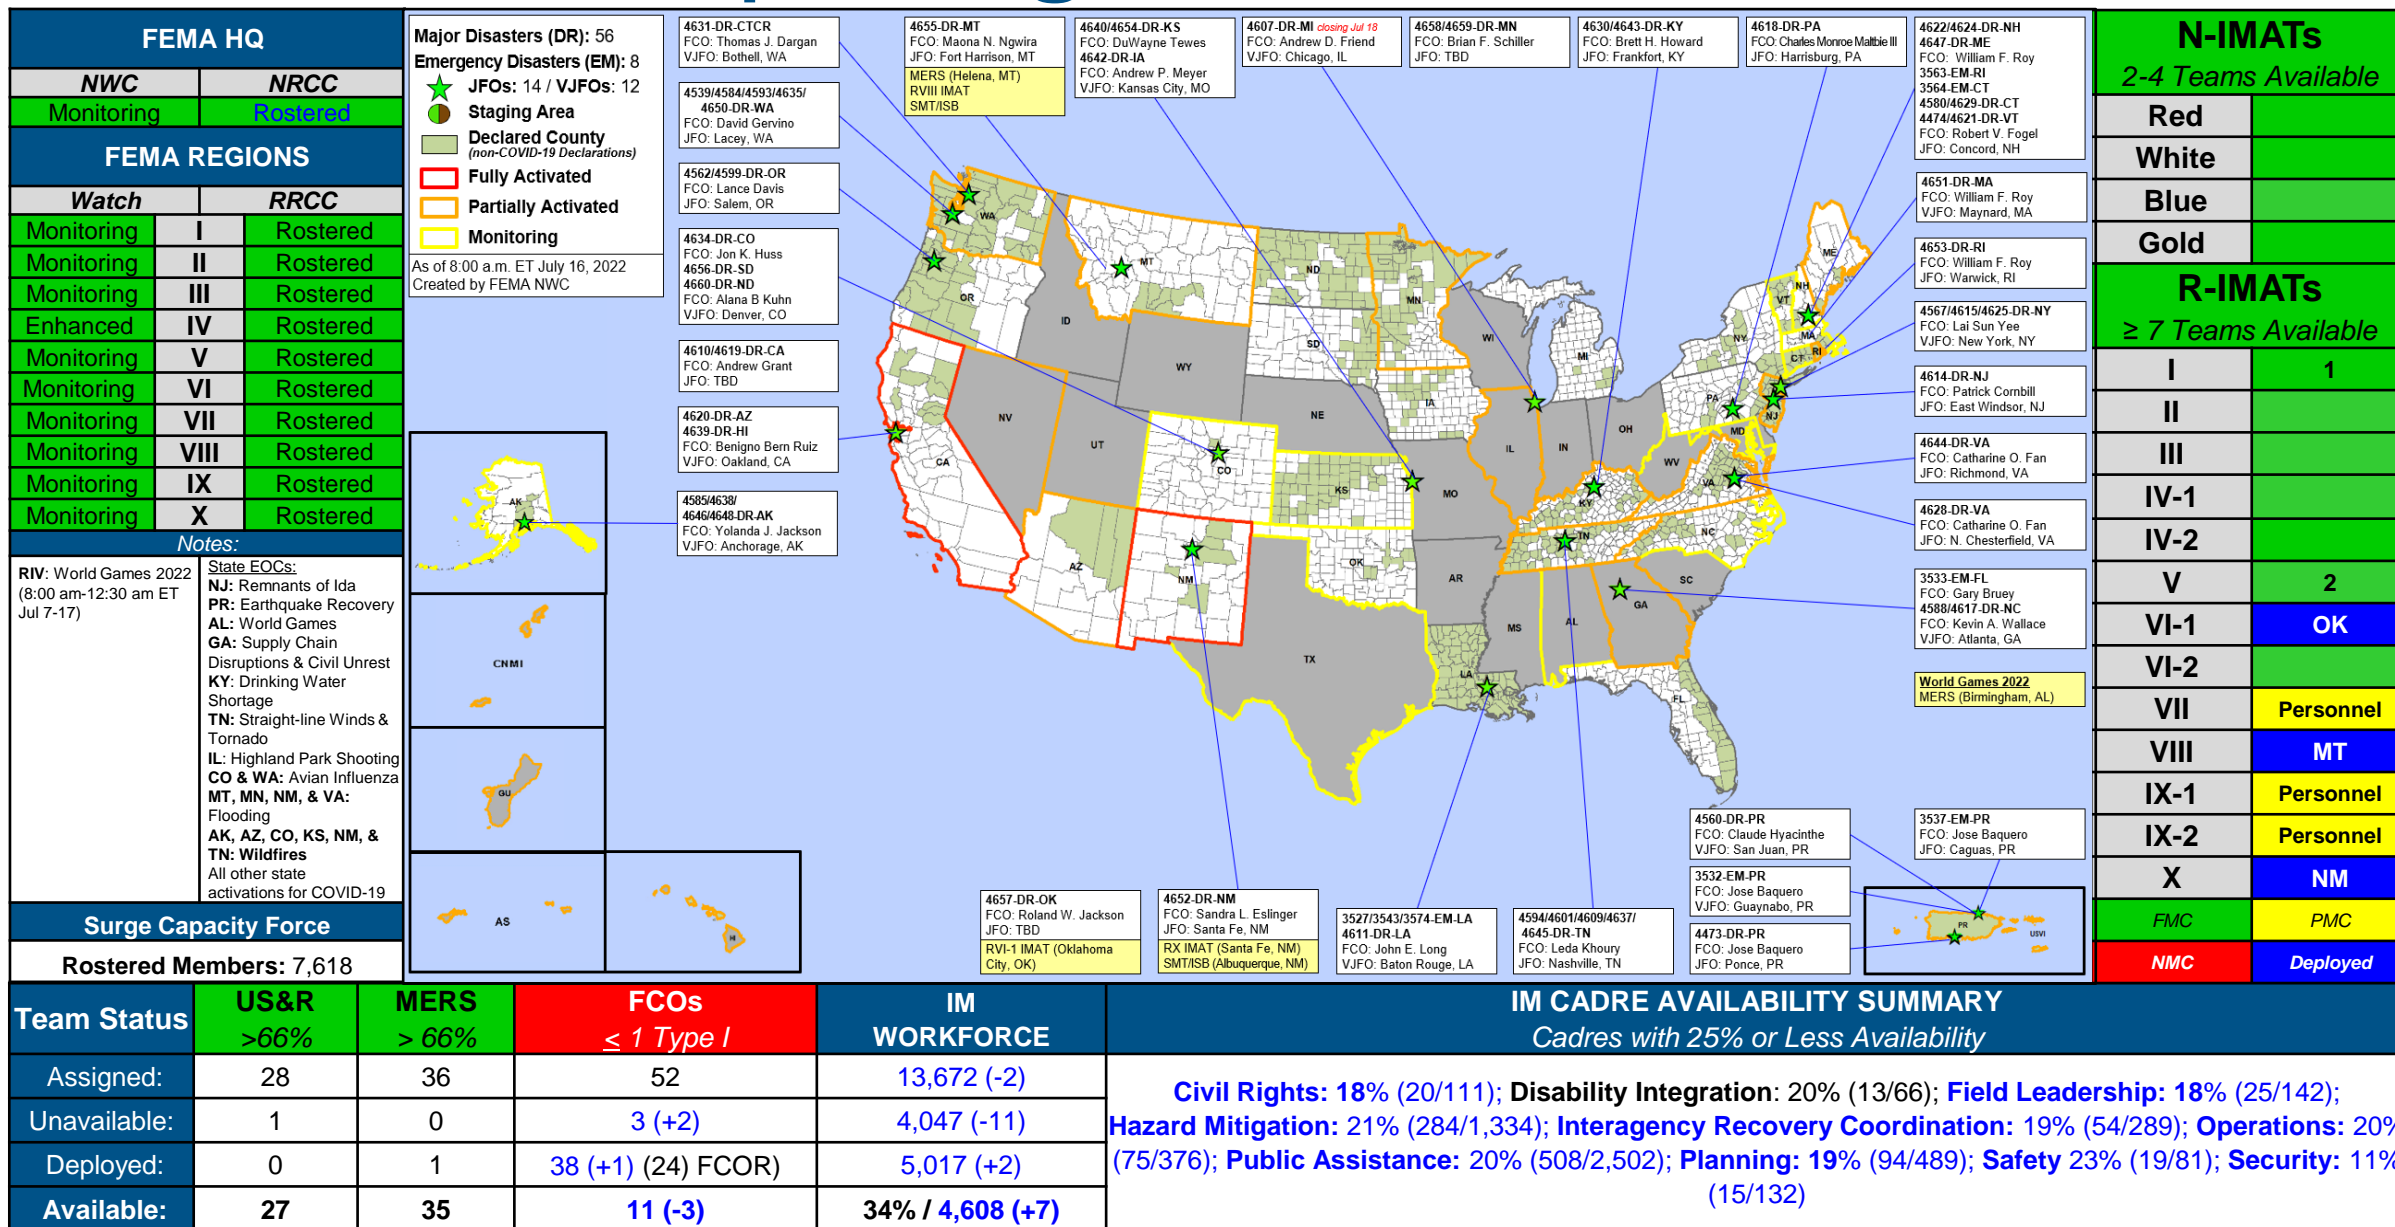 FEMA HQ
NWC NRCC
Monitoring Rostered
FEMA REGIONS
Watch RRCC
Monitoring I Rostered
Monitoring II Rostered
Monitoring III Rostered
Enhanced IV Rostered
Monitoring V Rostered
Monitoring VI Rostered
Monitoring VII Rostered
Monitoring VIII Rostered
Monitoring IX Rostered
Monitoring X Rostered
Notes:
RIV: World Games 2022
(8:00 am-12:30 am ET
Jul 7-17)
State EOCs:
NJ: Remnants of Ida
PR: Earthquake Recovery
AL: World Games
GA: Supply Chain
Disruptions & Civil Unrest
KY: Drinking Water
Shortage
TN: Straight-line Winds &
Tornado
IL: Highland Park Shooting
CO & WA: Avian Influenza
MT, MN, NM, & VA:
Flooding
AK, AZ, CO, KS, NM, &
TN: Wildfires
All other state
activations for COVID-19
Surge Capacity Force
Rostered Members: 7,618
Major Disasters (DR): 56
Emergency Disasters (EM): 8
JFOs: 14 / VJFOs: 12
Staging Area
Declared County
(non-COVID-19 Declarations)
Fully Activated
Partially Activated
Monitoring
As of 8:00 a.m. ET July 16, 2022
Created by FEMA NWC
4631-DR-CTCR
FCO: Thomas J. Dargan
VJFO: Bothell, WA
4539/4584/4593/4635/
4650-DR-WA
FCO: David Gervino
JFO: Lacey, WA
4562/4599-DR-OR
FCO: Lance Davis
JFO: Salem, OR
4634-DR-CO
FCO: Jon K. Huss
4656-DR-SD
4660-DR-ND
FCO: Alana B Kuhn
VJFO: Denver, CO
4610/4619-DR-CA
FCO: Andrew Grant
JFO: TBD
4620-DR-AZ
4639-DR-HI
FCO: Benigno Bern Ruiz
VJFO: Oakland, CA
4585/4638/
4646/4648-DR-AK
FCO: Yolanda J. Jackson
VJFO: Anchorage, AK
4655-DR-MT
FCO: Maona N. Ngwira
JFO: Fort Harrison, MT
MERS (Helena, MT)
RVIII IMAT
SMT/ISB
4640/4654-DR-KS
FCO: DuWayne Tewes
4642-DR-IA
FCO: Andrew P. Meyer
VJFO: Kansas City, MO
4607-DR-MI closing Jul 18
FCO: Andrew D. Friend
VJFO: Chicago, IL
4658/4659-DR-MN
FCO: Brian F. Schiller
JFO: TBD
4630/4643-DR-KY
FCO: Brett H. Howard
JFO: Frankfort, KY
4618-DR-PA
FCO: Charles Monroe Maltbie III
JFO: Harrisburg, PA
4622/4624-DR-NH
4647-DR-ME
FCO: William F. Roy
3563-EM-RI
3564-EM-CT
4580/4629-DR-CT
4474/4621-DR-VT
FCO: Robert V. Fogel
JFO: Concord, NH
4651-DR-MA
FCO: William F. Roy
VJFO: Maynard, MA
4653-DR-RI
FCO: William F. Roy
JFO: Warwick, RI
4567/4615/4625-DR-NY
FCO: Lai Sun Yee
VJFO: New York, NY
4614-DR-NJ
FCO: Patrick Cornbill
JFO: East Windsor, NJ
4644-DR-VA
FCO: Catharine O. Fan
JFO: Richmond, VA
4628-DR-VA
FCO: Catharine O. Fan
JFO: N. Chesterfield, VA
3533-EM-FL
FCO: Gary Bruey
4588/4617-DR-NC
FCO: Kevin A. Wallace
VJFO: Atlanta, GA
World Games 2022
MERS (Birmingham, AL)
WA
OR
MT
ID
ND
SD
MN
WI
MI
WY
NE
IA
NV
UT
CO
CA
AZ
NM
KS
OK
TX
MO
AR
LA
MS
AL
GA
SC
FL
TN
NC
KY
VA
WV
IL
IN
OH
PA
NY
VT
NH
ME
MA
CT
RI
NJ
MD
AK
CNMI
GU
AS
HI
PR
USVI
4657-DR-OK
FCO: Roland W. Jackson
JFO: TBD
RVI-1 IMAT (Oklahoma
City, OK)
4652-DR-NM
FCO: Sandra L. Eslinger
JFO: Santa Fe, NM
RX IMAT (Santa Fe, NM)
SMT/ISB (Albuquerque, NM)
3527/3543/3574-EM-LA
4611-DR-LA
FCO: John E. Long
VJFO: Baton Rouge, LA
4594/4601/4609/4637/
4645-DR-TN
FCO: Leda Khoury
JFO: Nashville, TN
4560-DR-PR
FCO: Claude Hyacinthe
VJFO: San Juan, PR
3532-EM-PR
FCO: Jose Baquero
VJFO: Guaynabo, PR
4473-DR-PR
FCO: Jose Baquero
JFO: Ponce, PR
3537-EM-PR
FCO: Jose Baquero
JFO: Caguas, PR
N-IMATs
2-4 Teams Available
Red
White
Blue
Gold
R-IMATs
≥ 7 Teams Available
I 1
II
III
IV-1
IV-2
V 2
VI-1 OK
VI-2
VII Personnel
VIII MT
IX-1 Personnel
IX-2 Personnel
X NM
FMC PMC
NMC Deployed
Team Status US&R MERS FCOs IM
>66% > 66% ≤ 1 Type I WORKFORCE
Assigned: 28 36 52 13,672 (-2)
Unavailable: 1 0 3 (+2) 4,047 (-11)
Deployed: 0 1 38 (+1) (24) FCOR) 5,017 (+2)
Available: 27 35 11 (-3) 34% / 4,608 (+7)
IM CADRE AVAILABILITY SUMMARY
Cadres with 25% or Less Availability
Civil Rights: 18% (20/111); Disability Integration: 20% (13/66); Field Leadership: 18% (25/142);
Hazard Mitigation: 21% (284/1,334); Interagency Recovery Coordination: 19% (54/289); Operations: 20%
(75/376); Public Assistance: 20% (508/2,502); Planning: 19% (94/489); Safety 23% (19/81); Security: 11%
(15/132)